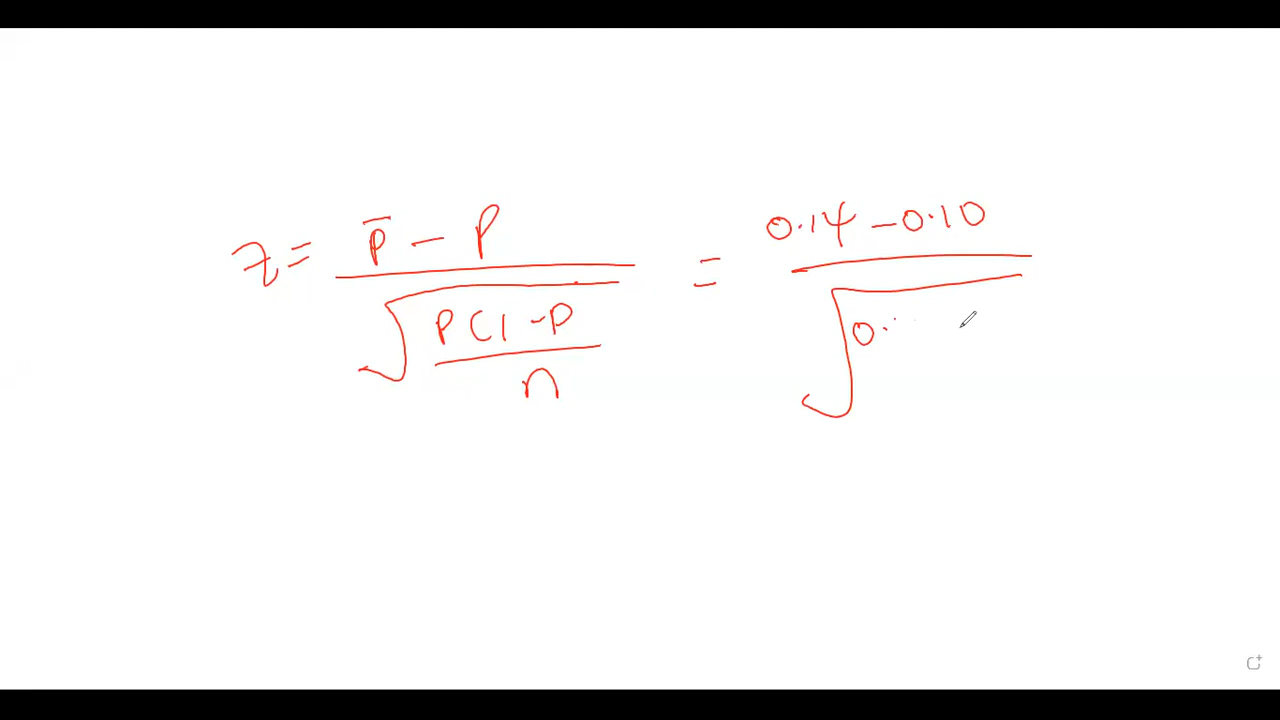 z = p̄ - p / √(p(1-p / n) = 0.14 - 0.10 / √0.